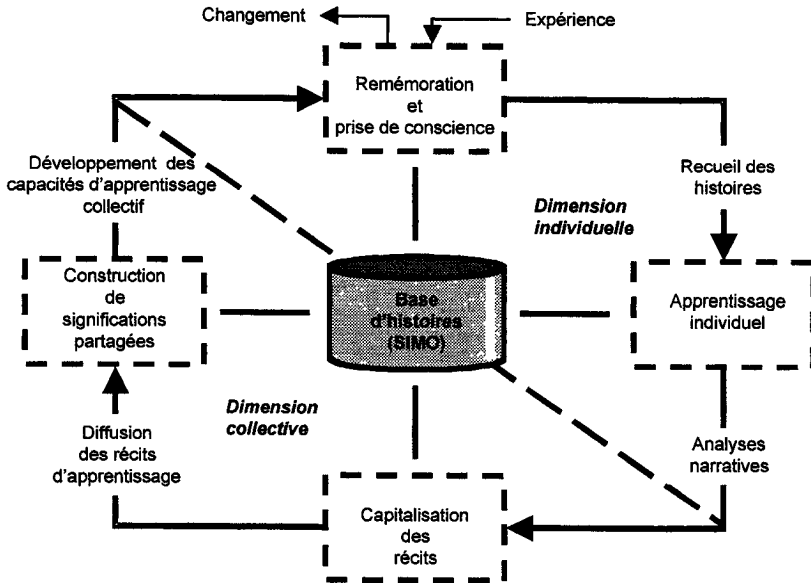 Changement
Expérience
Remémoration
et
prise de conscience
Développement des
capacités d'apprentissage
collectif
Recueil des
histoires
Dimension
individuelle
Construction
de
significations
partagées
Base
d'histoires
(SIMO)
Apprentissage
individuel
Dimension
collective
Diffusion
des récits
d'apprentissage
Analyses
narratives
Capitalisation
des
récits